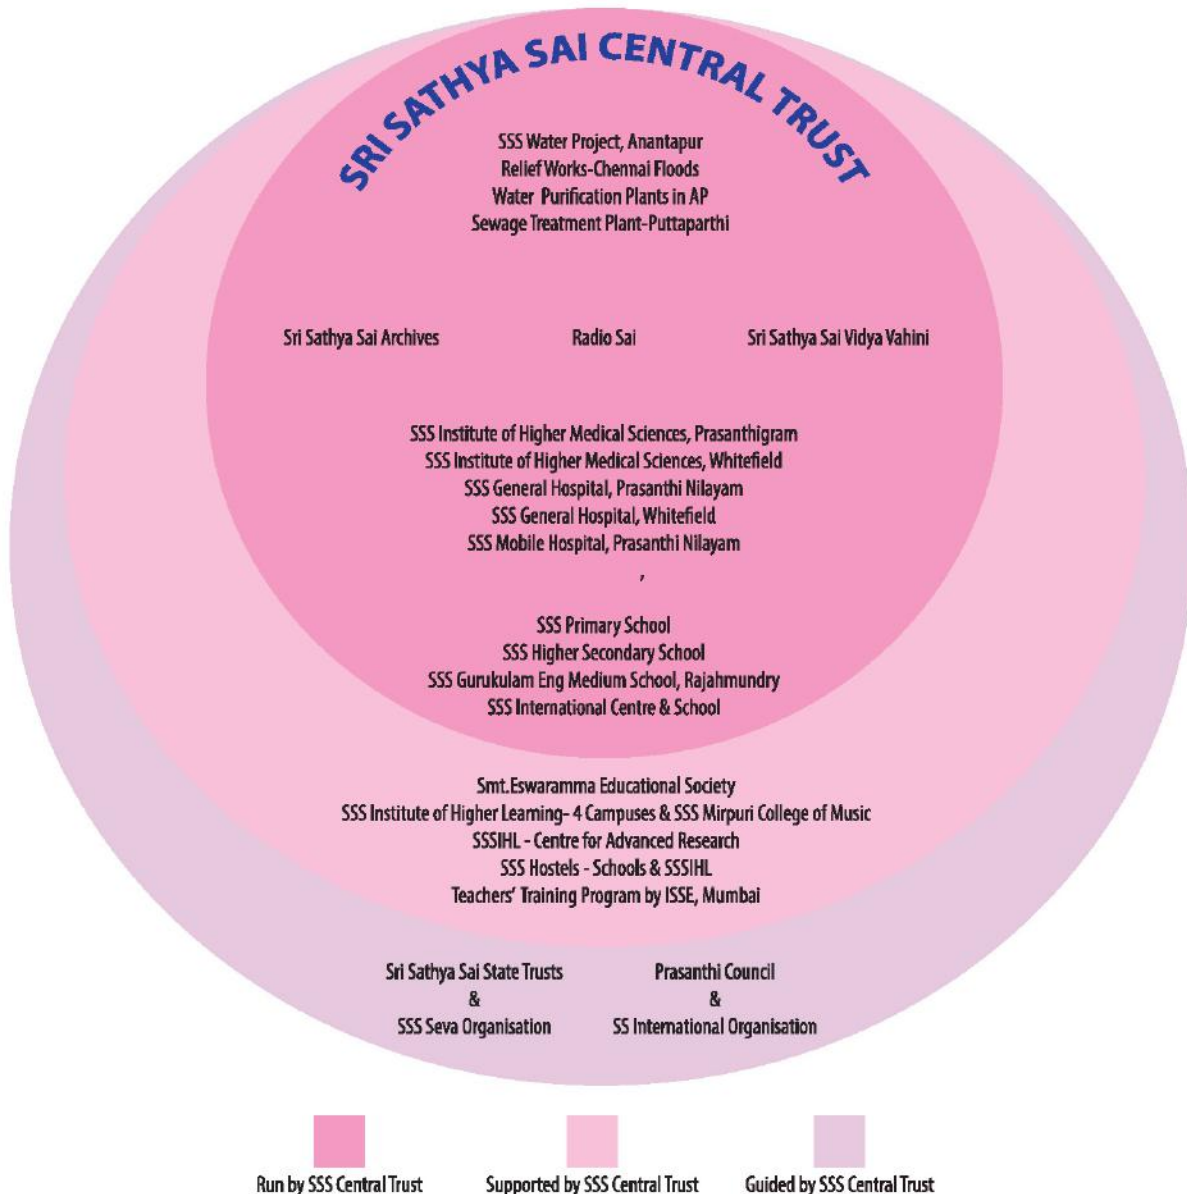 SRI SATHYA SAI CENTRAL TRUST
SSS Water Project, Anantapur
Relief Works-Chennai Floods
Water Purification Plants in AP
Sewage Treatment Plant-Puttaparthi
Sri Sathya Sai Archives Radio Sai Sri Sathya Sai Vidya Vahini
SSS Institute of Higher Medical Sciences, Prasanthigram
SSS Institute of Higher Medical Sciences, Whitefield
SSS General Hospital, Prasanthi Nilayam
SSS General Hospital, Whitefield
SSS Mobile Hospital, Prasanthi Nilayam
,
SSS Primary School
SSS Higher Secondary School
SSS Gurukulam Eng Medium School, Rajahmundry
SSS International Centre & School
Smt.Eswaramma Educational Society
SSS Institute of Higher Learning- 4 Campuses & SSS Mirpuri College of Music
SSSIHL - Centre for Advanced Research
SSS Hostels - Schools & SSSIHL
Teachers' Training Program by ISSE, Mumbai
Sri Sathya Sai State Trusts
&
SSS Seva Organisation
Prasanthi Council
&
SS International Organisation
Run by SSS Central Trust
Supported by SSS Central Trust
Guided by SSS Central Trust